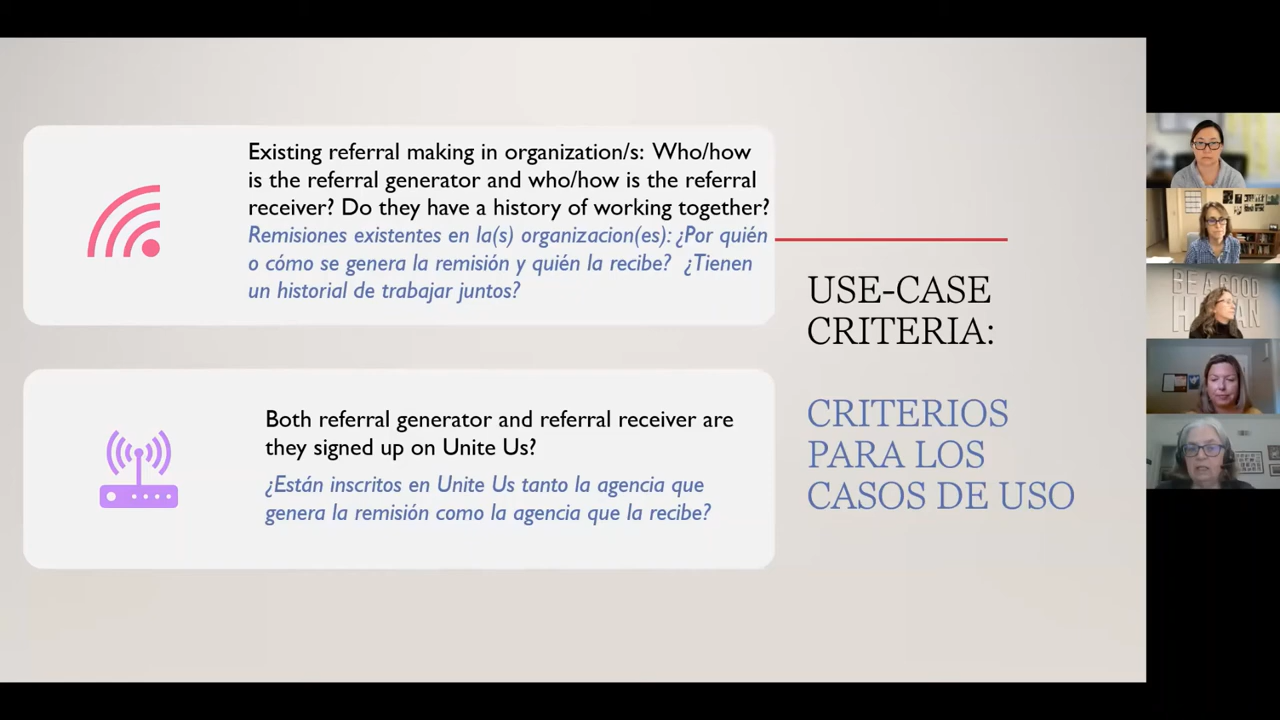 Existing referral making in organization/s: Who/how
is the referral generator and who/how is the referral
receiver? Do they have a history of working together?
Remisiones existentes en la(s) organizacion(es): ¿Por quién
o cómo se genera la remisión y quién la recibe? ¿Tienen
un historial de trabajar juntos?
Both referral generator and referral receiver are
they signed up on Unite Us?
¿Están inscritos en Unite Us tanto la agencia que
genera la remisión como la agencia que la recibe?
USE-CASE
CRITERIA:
CRITERIOS
PARA LOS
CASOS DE USO
BE A GOOD